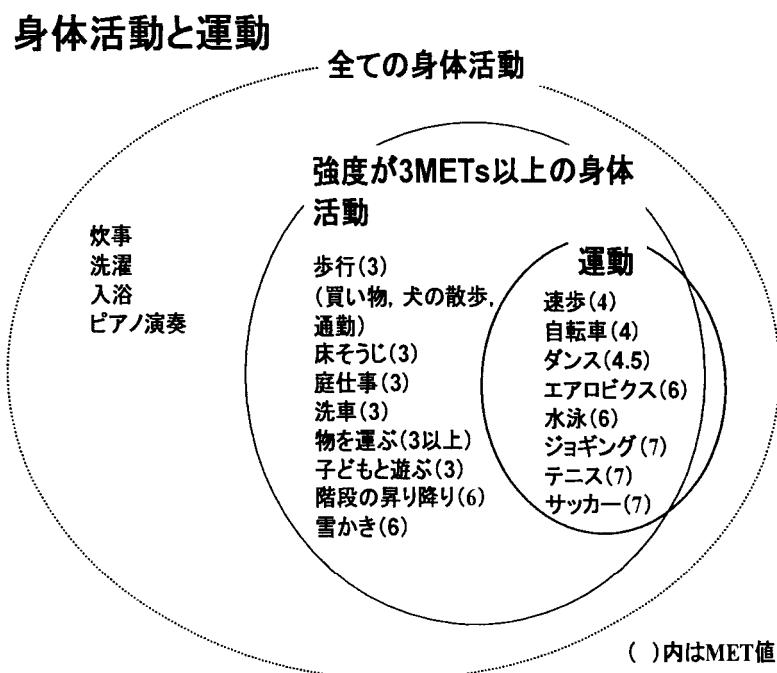 身体活動と運動
全ての身体活動
強度が3METs以上の身体
活動
炊事
洗濯
入浴
ピアノ演奏
歩行(3)
(買い物, 犬の散歩,
通勤)
床そうじ(3)
庭仕事(3)
洗車(3)
物を運ぶ(3以上)
子どもと遊ぶ(3)
階段の昇り降り(6)
雪かき(6)
運動
速歩(4)
自転車(4)
ダンス(4.5)
エアロビクス(6)
水泳(6)
ジョギング(7)
テニス(7)
サッカー(7)
( )内はMET値